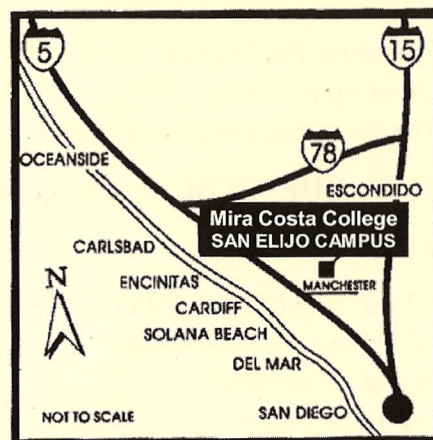 5
15
78
OCEANSIDE
ESCONDIDO
Mira Costa College
SAN ELIJO CAMPUS
CARLSBAD
MANCHESTER
N
ENCINITAS
CARDIFF
SOLANA BEACH
DEL MAR
NOT TO SCALE
SAN DIEGO